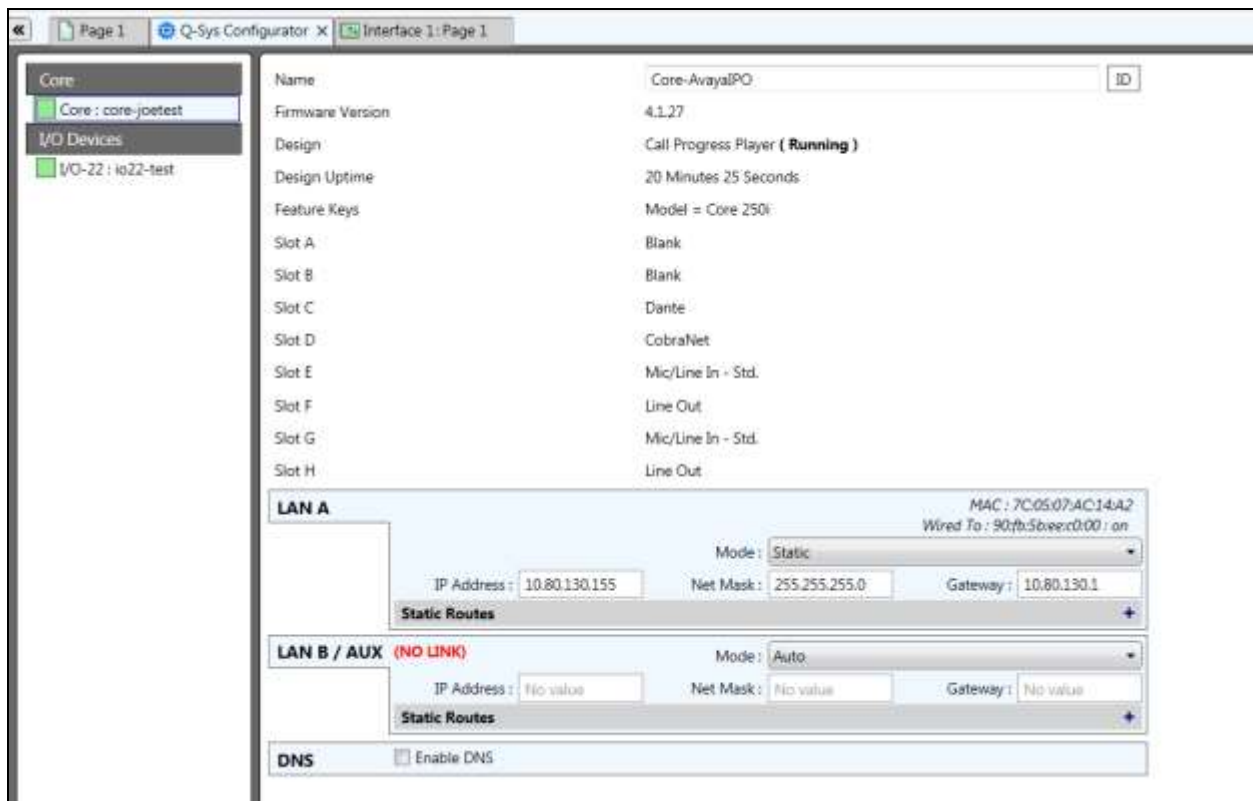 « Page 1 Q-Sys Configurator X Interface 1: Page 1
Core
Core : core-joetest
I/O Devices
I/O-22 : io22-test
Name Core-AvayaIPO ID
Firmware Version 4.1.27
Design Call Progress Player ( Running )
Design Uptime 20 Minutes 25 Seconds
Feature Keys Model = Core 250i
Slot A Blank
Slot B Blank
Slot C Dante
Slot D CobraNet
Slot E Mic/Line In - Std.
Slot F Line Out
Slot G Mic/Line In - Std.
Slot H Line Out
LAN A MAC : 7C:05:07:AC:14:A2
Wired To : 90:fb:5b:ee:c0:00 : on
Mode : Static
IP Address : 10.80.130.155 Net Mask : 255.255.255.0 Gateway : 10.80.130.1
Static Routes +
LAN B / AUX (NO LINK) Mode : Auto
IP Address : No value Net Mask : No value Gateway : No value
Static Routes +
DNS Enable DNS